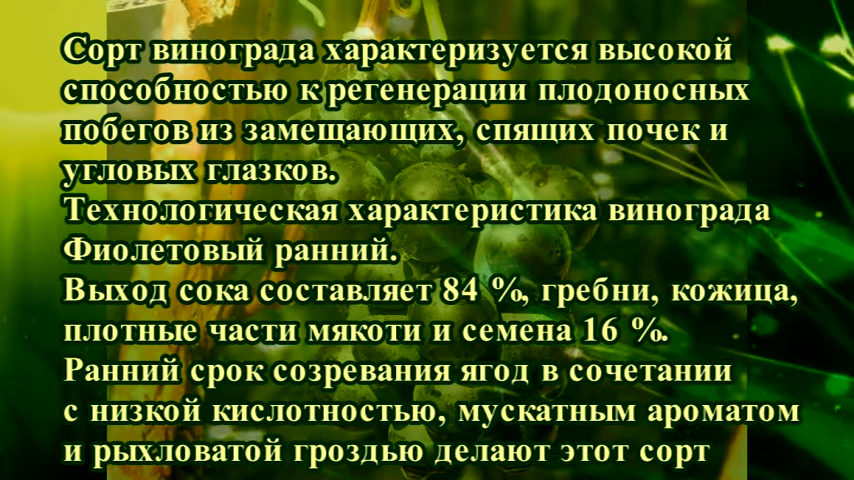 Сорт винограда характеризуется высокой
способностью к регенерации плодоносных
побегов из замещающих, спящих почек и
угловых глазков.
Технологическая характеристика винограда
Фиолетовый ранний.
Выход сока составляет 84 %, гребни, кожица,
плотные части мякоти и семена 16 %.
Ранний срок созревания ягод в сочетании
с низкой кислотностью, мускатным ароматом
и рыхловатой гроздью делают этот сорт